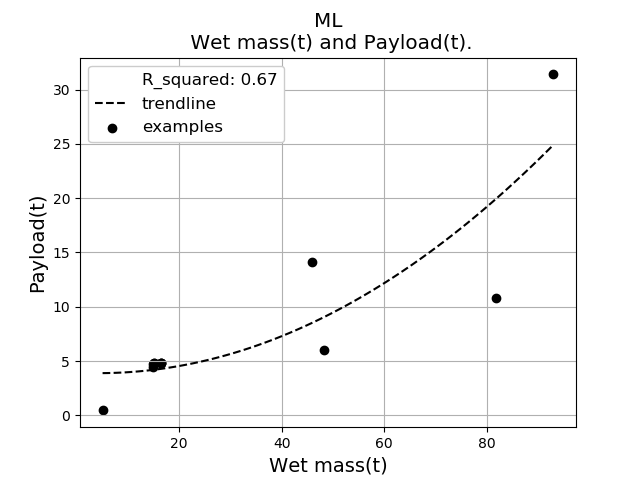 ML
Wet mass(t) and Payload(t).
R_squared: 0.67
trendline
examples
30
25
20
15
10
5
0
Payload(t)
20 40 60 80
Wet mass(t)